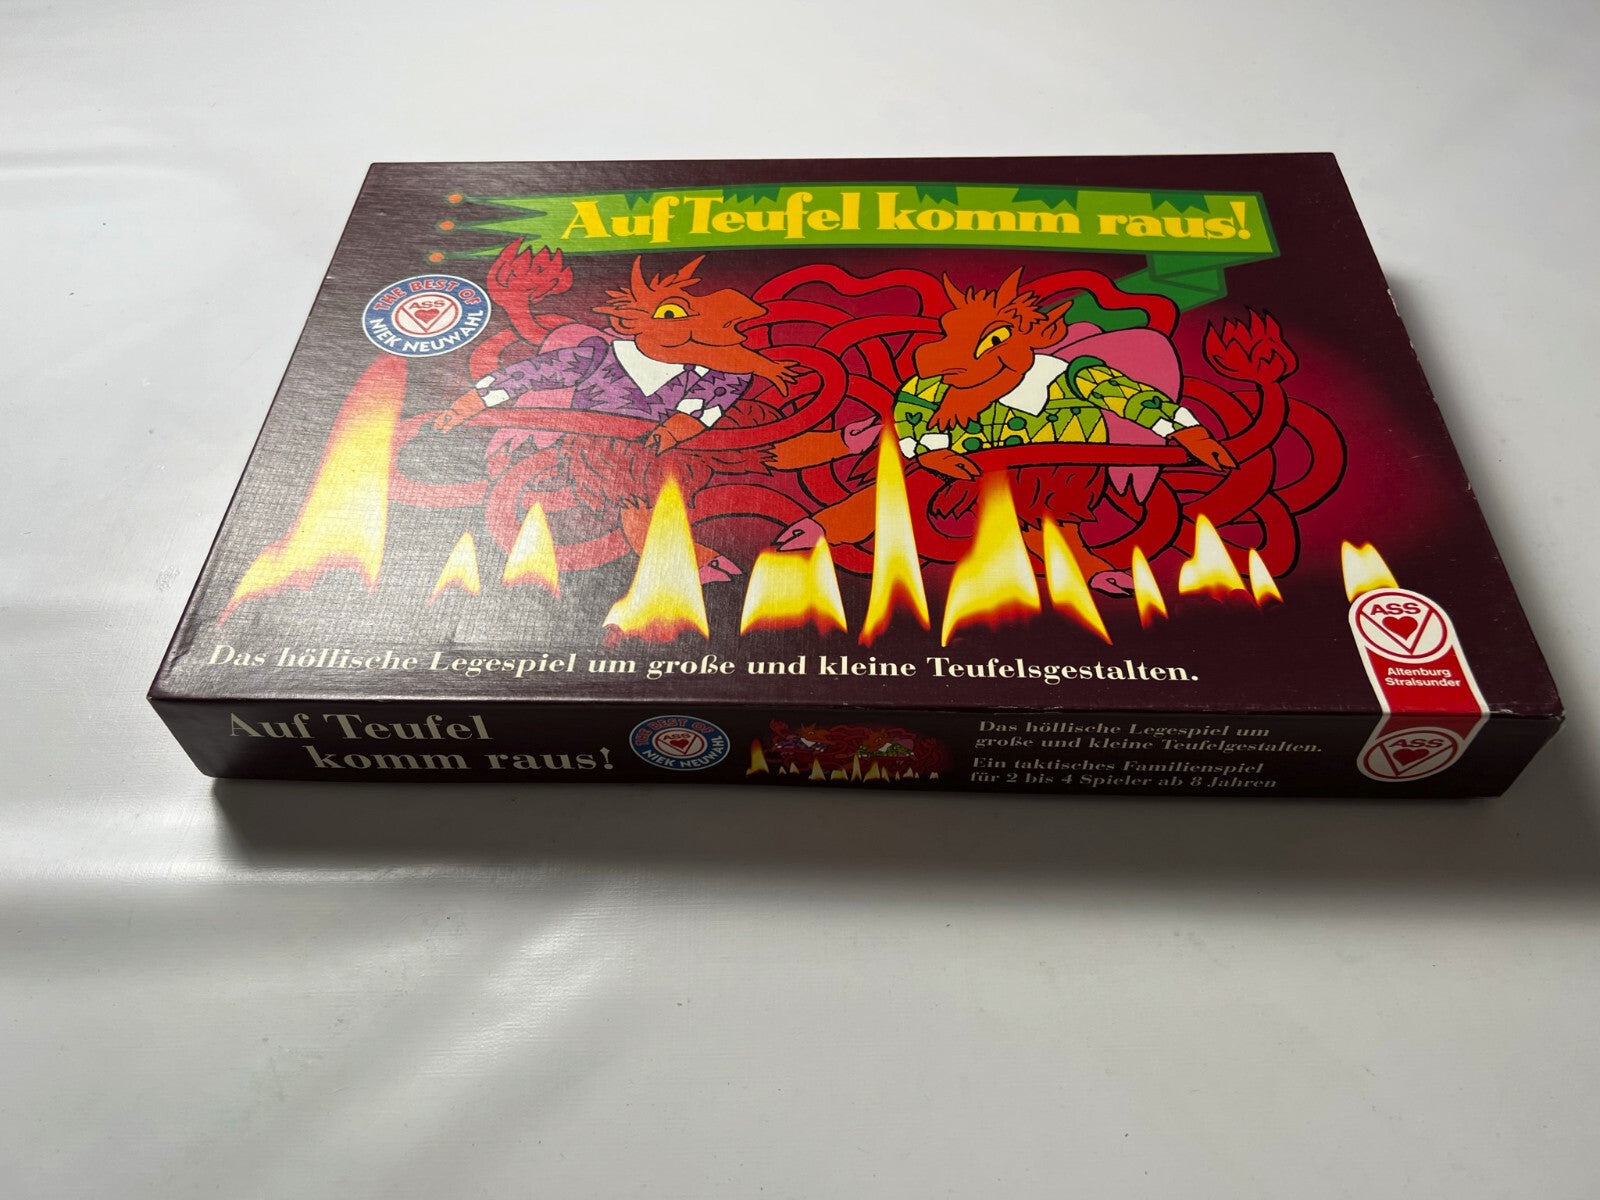 Auf Teufel komm raus!
THE BEST OF
ASS
NIEK NEUWAHL
Das höllische Legespiel um große und kleine Teufelsgestalten.
ASS
Altenburg
Stralsunder
Auf Teufel
komm raus!
THE BEST OF
ASS
NIEK NEUWAHL
Das höllische Legespiel um
große und kleine Teufelgestalten.
Ein taktisches Familienspiel
für 2 bis 4 Spieler ab 8 Jahren
ASS